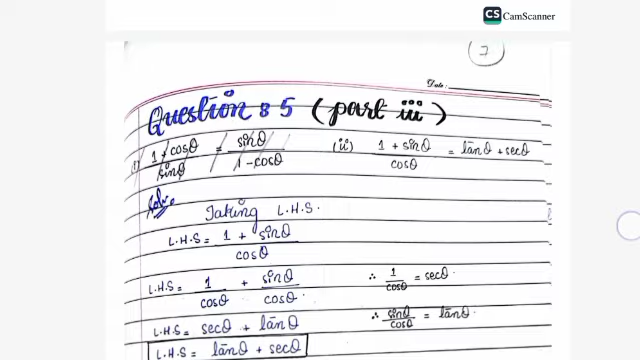 CS CamScanner
7
Date:
Question : 5 (part iii)
(i) 1 + cosθ / sinθ = sinθ / 1 - cosθ (ii) 1 + sinθ / cosθ = tanθ + secθ
Sol:
Taking L.H.S.
L.H.S = 1 + sinθ / cosθ
L.H.S = 1 / cosθ + sinθ / cosθ ∴ 1 / cosθ = secθ
L.H.S = secθ + tanθ ∴ sinθ / cosθ = tanθ
L.H.S = tanθ + secθ